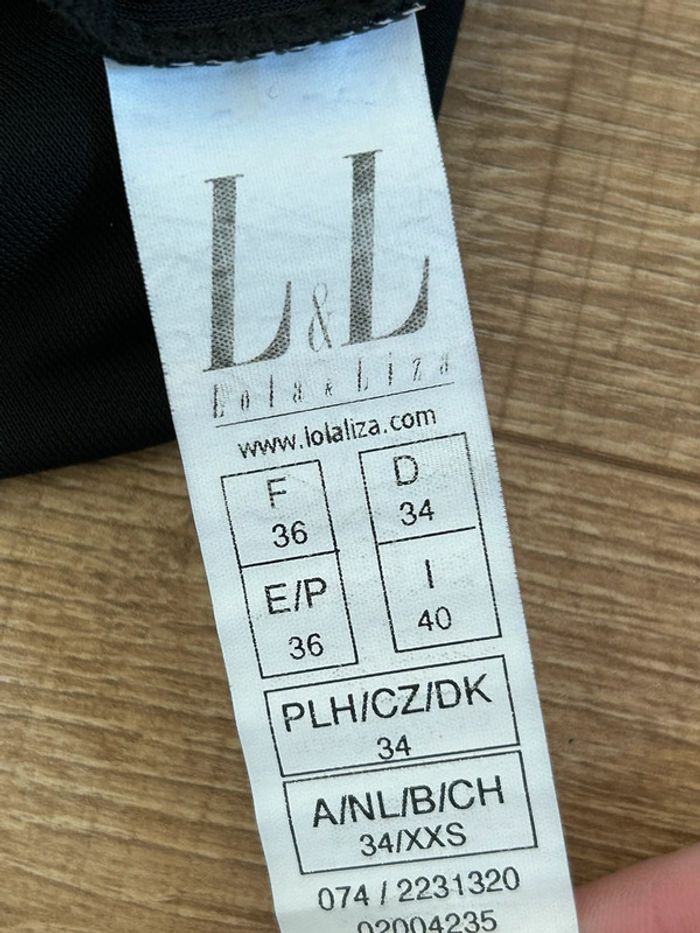 L&L
Lola & Liza
www.lolaliza.com
F
36
D
34
E/P
36
I
40
PLH/CZ/DK
34
A/NL/B/CH
34/XXS
074 / 2231320
02004235